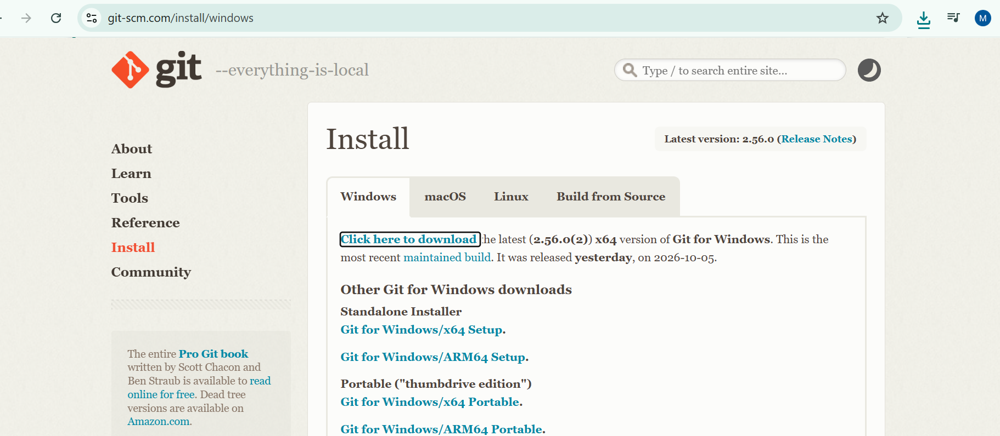 git-scm.com/install/windows
M
git --everything-is-local
Type / to search entire site...
Install
Latest version: 2.56.0 (Release Notes)
About
Learn
Tools
Reference
Install
Community
Windows
macOS
Linux
Build from Source
Click here to download the latest (2.56.0(2)) x64 version of Git for Windows. This is the
most recent maintained build. It was released yesterday, on 2026-10-05.
Other Git for Windows downloads
Standalone Installer
Git for Windows/x64 Setup.
Git for Windows/ARM64 Setup.
Portable ("thumbdrive edition")
Git for Windows/x64 Portable.
Git for Windows/ARM64 Portable.
The entire Pro Git book
written by Scott Chacon and
Ben Straub is available to read
online for free. Dead tree
versions are available on
Amazon.com.